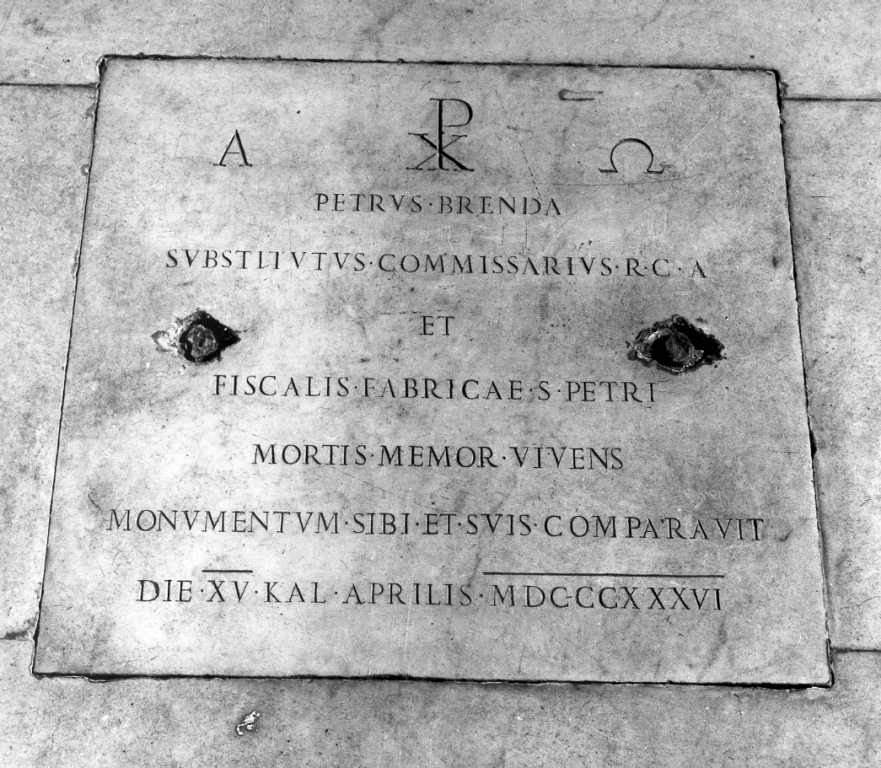 Α ☧ Ω
PETRVS·BRENDA
SVBSTITVTVS·COMMISSARIVS·R·C·A
ET
FISCALIS·FABRICAE·S·PETRI
MORTIS·MEMOR·VIVENS
MONVMENTVM·SIBI·ET·SVIS·COMPARAVIT
DIE·XV·KAL·APRILIS·MDCCCXXXVI